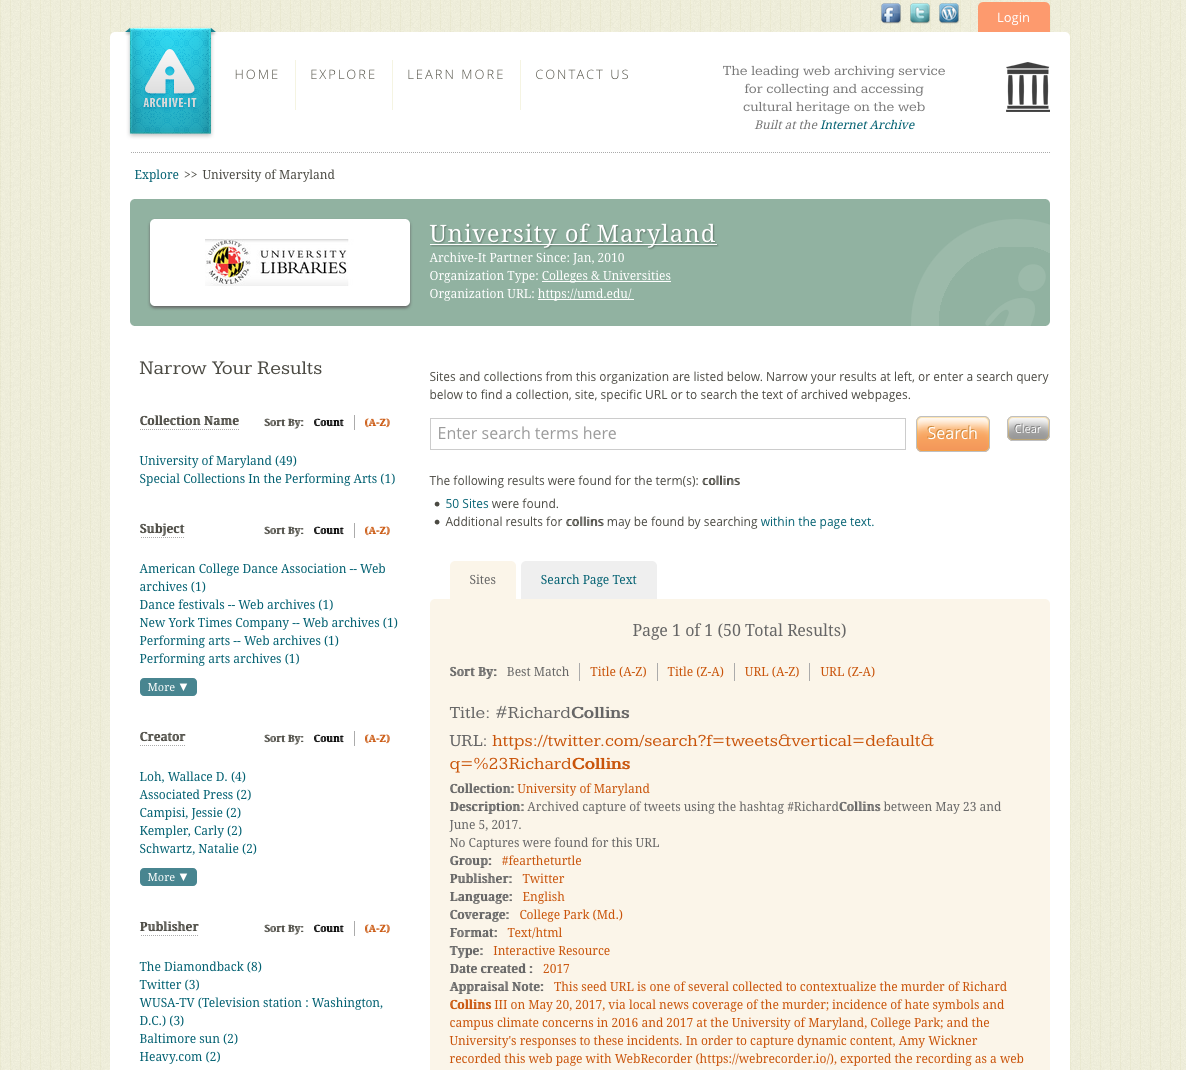 Login
ARCHIVE-IT
HOME
EXPLORE
LEARN MORE
CONTACT US
The leading web archiving service
for collecting and accessing
cultural heritage on the web
Built at the Internet Archive
Explore >> University of Maryland
UNIVERSITY OF MARYLAND
UNIVERSITY
LIBRARIES
University of Maryland
Archive-It Partner Since: Jan, 2010
Organization Type: Colleges & Universities
Organization URL: https://umd.edu/
Narrow Your Results
Collection Name Sort By: Count (A-Z)
University of Maryland (49)
Special Collections In the Performing Arts (1)
Subject Sort By: Count (A-Z)
American College Dance Association -- Web
archives (1)
Dance festivals -- Web archives (1)
New York Times Company -- Web archives (1)
Performing arts -- Web archives (1)
Performing arts archives (1)
More ▼
Creator Sort By: Count (A-Z)
Loh, Wallace D. (4)
Associated Press (2)
Campisi, Jessie (2)
Kempler, Carly (2)
Schwartz, Natalie (2)
More ▼
Publisher Sort By: Count (A-Z)
The Diamondback (8)
Twitter (3)
WUSA-TV (Television station : Washington,
D.C.) (3)
Baltimore sun (2)
Heavy.com (2)
Sites and collections from this organization are listed below. Narrow your results at left, or enter a search query
below to find a collection, site, specific URL or to search the text of archived webpages.
Enter search terms here
Search
Clear
The following results were found for the term(s): collins
• 50 Sites were found.
• Additional results for collins may be found by searching within the page text.
Sites
Search Page Text
Page 1 of 1 (50 Total Results)
Sort By: Best Match Title (A-Z) Title (Z-A) URL (A-Z) URL (Z-A)
Title: #RichardCollins
URL: https://twitter.com/search?f=tweets&vertical=default&
q=%23RichardCollins
Collection: University of Maryland
Description: Archived capture of tweets using the hashtag #RichardCollins between May 23 and
June 5, 2017.
No Captures were found for this URL
Group: #feartheturtle
Publisher: Twitter
Language: English
Coverage: College Park (Md.)
Format: Text/html
Type: Interactive Resource
Date created : 2017
Appraisal Note: This seed URL is one of several collected to contextualize the murder of Richard
Collins III on May 20, 2017, via local news coverage of the murder; incidence of hate symbols and
campus climate concerns in 2016 and 2017 at the University of Maryland, College Park; and the
University's responses to these incidents. In order to capture dynamic content, Amy Wickner
recorded this web page with WebRecorder (https://webrecorder.io/), exported the recording as a web